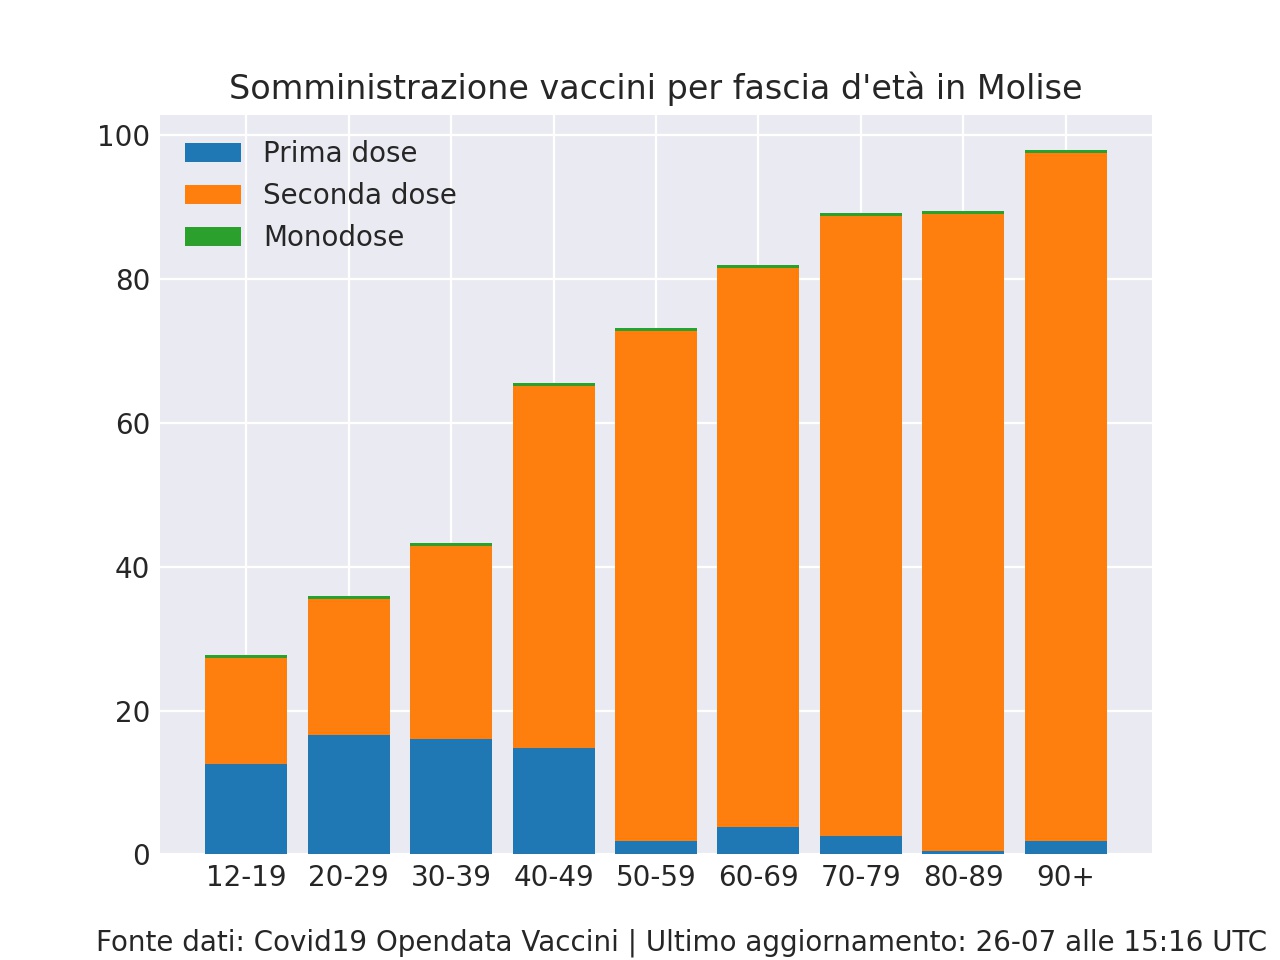 Somministrazione vaccini per fascia d'età in Molise
Prima dose
Seconda dose
Monodose
100
80
60
40
20
0
12-19 20-29 30-39 40-49 50-59 60-69 70-79 80-89 90+
Fonte dati: Covid19 Opendata Vaccini | Ultimo aggiornamento: 26-07 alle 15:16 UTC